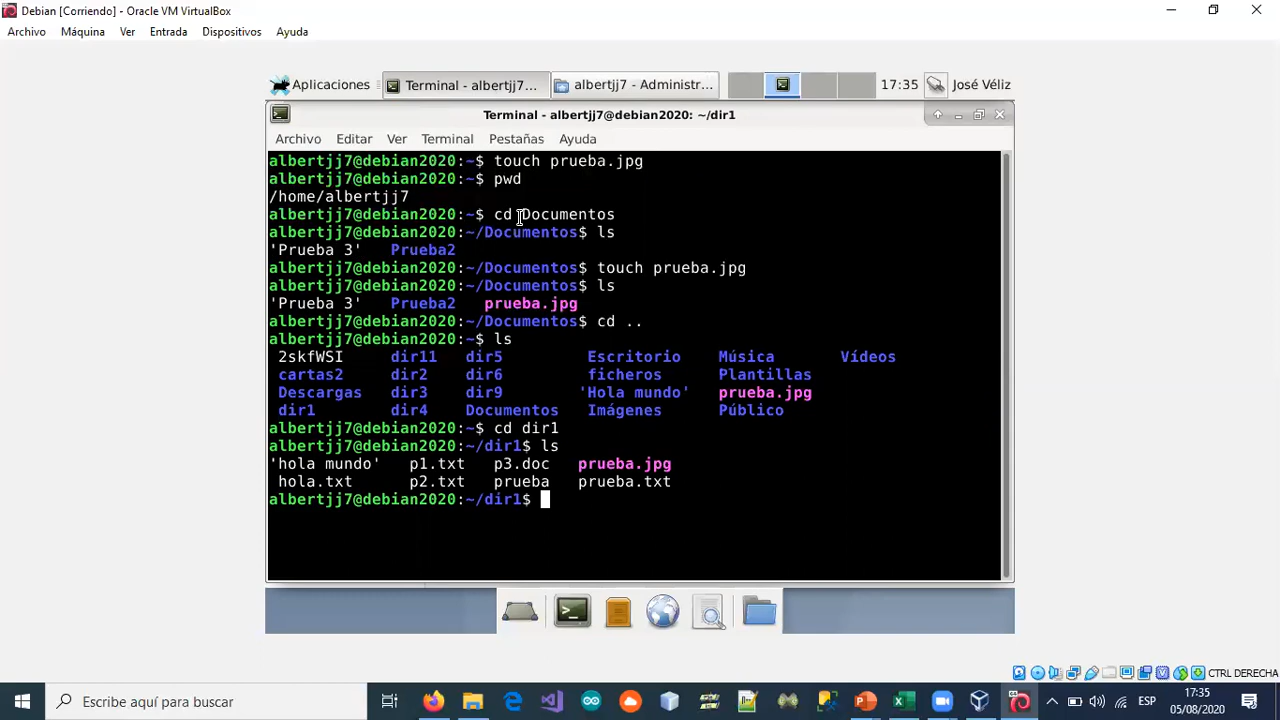 Debian [Corriendo] - Oracle VM VirtualBox
Archivo Máquina Ver Entrada Dispositivos Ayuda
Aplicaciones Terminal - albertjj7... albertjj7 - Administr... 17:35 José Véliz
Terminal - albertjj7@debian2020: ~/dir1
Archivo Editar Ver Terminal Pestañas Ayuda
albertjj7@debian2020:~$ touch prueba.jpg
albertjj7@debian2020:~$ pwd
/home/albertjj7
albertjj7@debian2020:~$ cd Documentos
albertjj7@debian2020:~/Documentos$ ls
'Prueba 3' Prueba2
albertjj7@debian2020:~/Documentos$ touch prueba.jpg
albertjj7@debian2020:~/Documentos$ ls
'Prueba 3' Prueba2 prueba.jpg
albertjj7@debian2020:~/Documentos$ cd ..
albertjj7@debian2020:~$ ls
2skfWSI dir11 dir5 Escritorio Música Vídeos
cartas2 dir2 dir6 ficheros Plantillas
Descargas dir3 dir9 'Hola mundo' prueba.jpg
dir1 dir4 Documentos Imágenes Público
albertjj7@debian2020:~$ cd dir1
albertjj7@debian2020:~/dir1$ ls
'hola mundo' p1.txt p3.doc prueba.jpg
hola.txt p2.txt prueba prueba.txt
albertjj7@debian2020:~/dir1$
CTRL DERECHA
Escribe aquí para buscar
ESP
17:35
05/08/2020